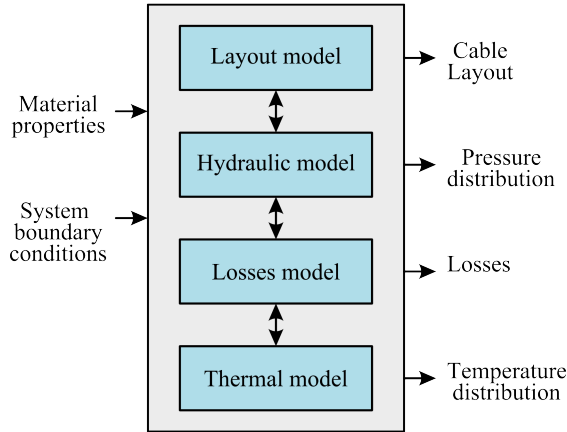 Material
properties
System
boundary
conditions
Layout model
Hydraulic model
Losses model
Thermal model
Cable
Layout
Pressure
distribution
Losses
Temperature
distribution